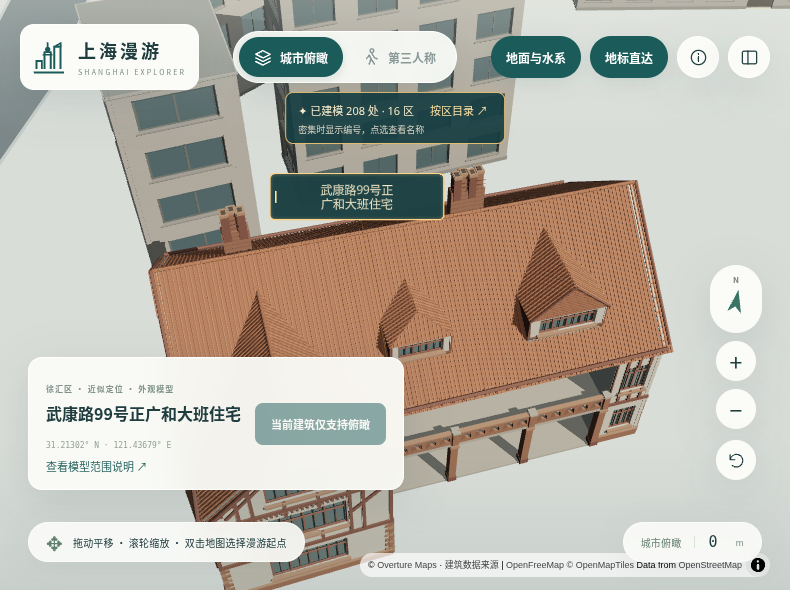 上海漫游
SHANGHAI EXPLORER
城市俯瞰
第三人称
地面与水系
地标直达
✦ 已建模 208 处 · 16 区 按区目录 ↗
密集时显示编号，点选查看名称
武康路99号正
广和大班住宅
N
徐汇区 · 近似定位 · 外观模型
武康路99号正广和大班住宅
当前建筑仅支持俯瞰
31.21302° N · 121.43679° E
查看模型范围说明 ↗
拖动平移 · 滚轮缩放 · 双击地图选择漫游起点
城市俯瞰 0 m
© Overture Maps · 建筑数据来源 | OpenFreeMap © OpenMapTiles Data from OpenStreetMap